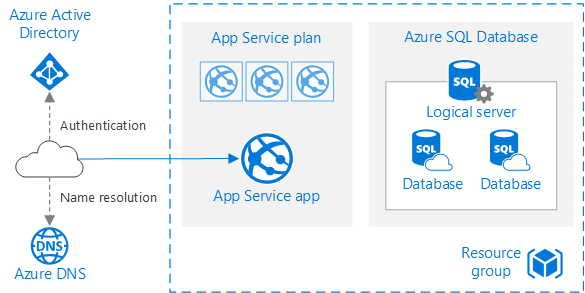 Azure Active
Directory
Authentication
Name resolution
DNS
Azure DNS
App Service plan
App Service app
Azure SQL Database
SQL
Logical server
SQL
SQL
Database
Database
Resource
group